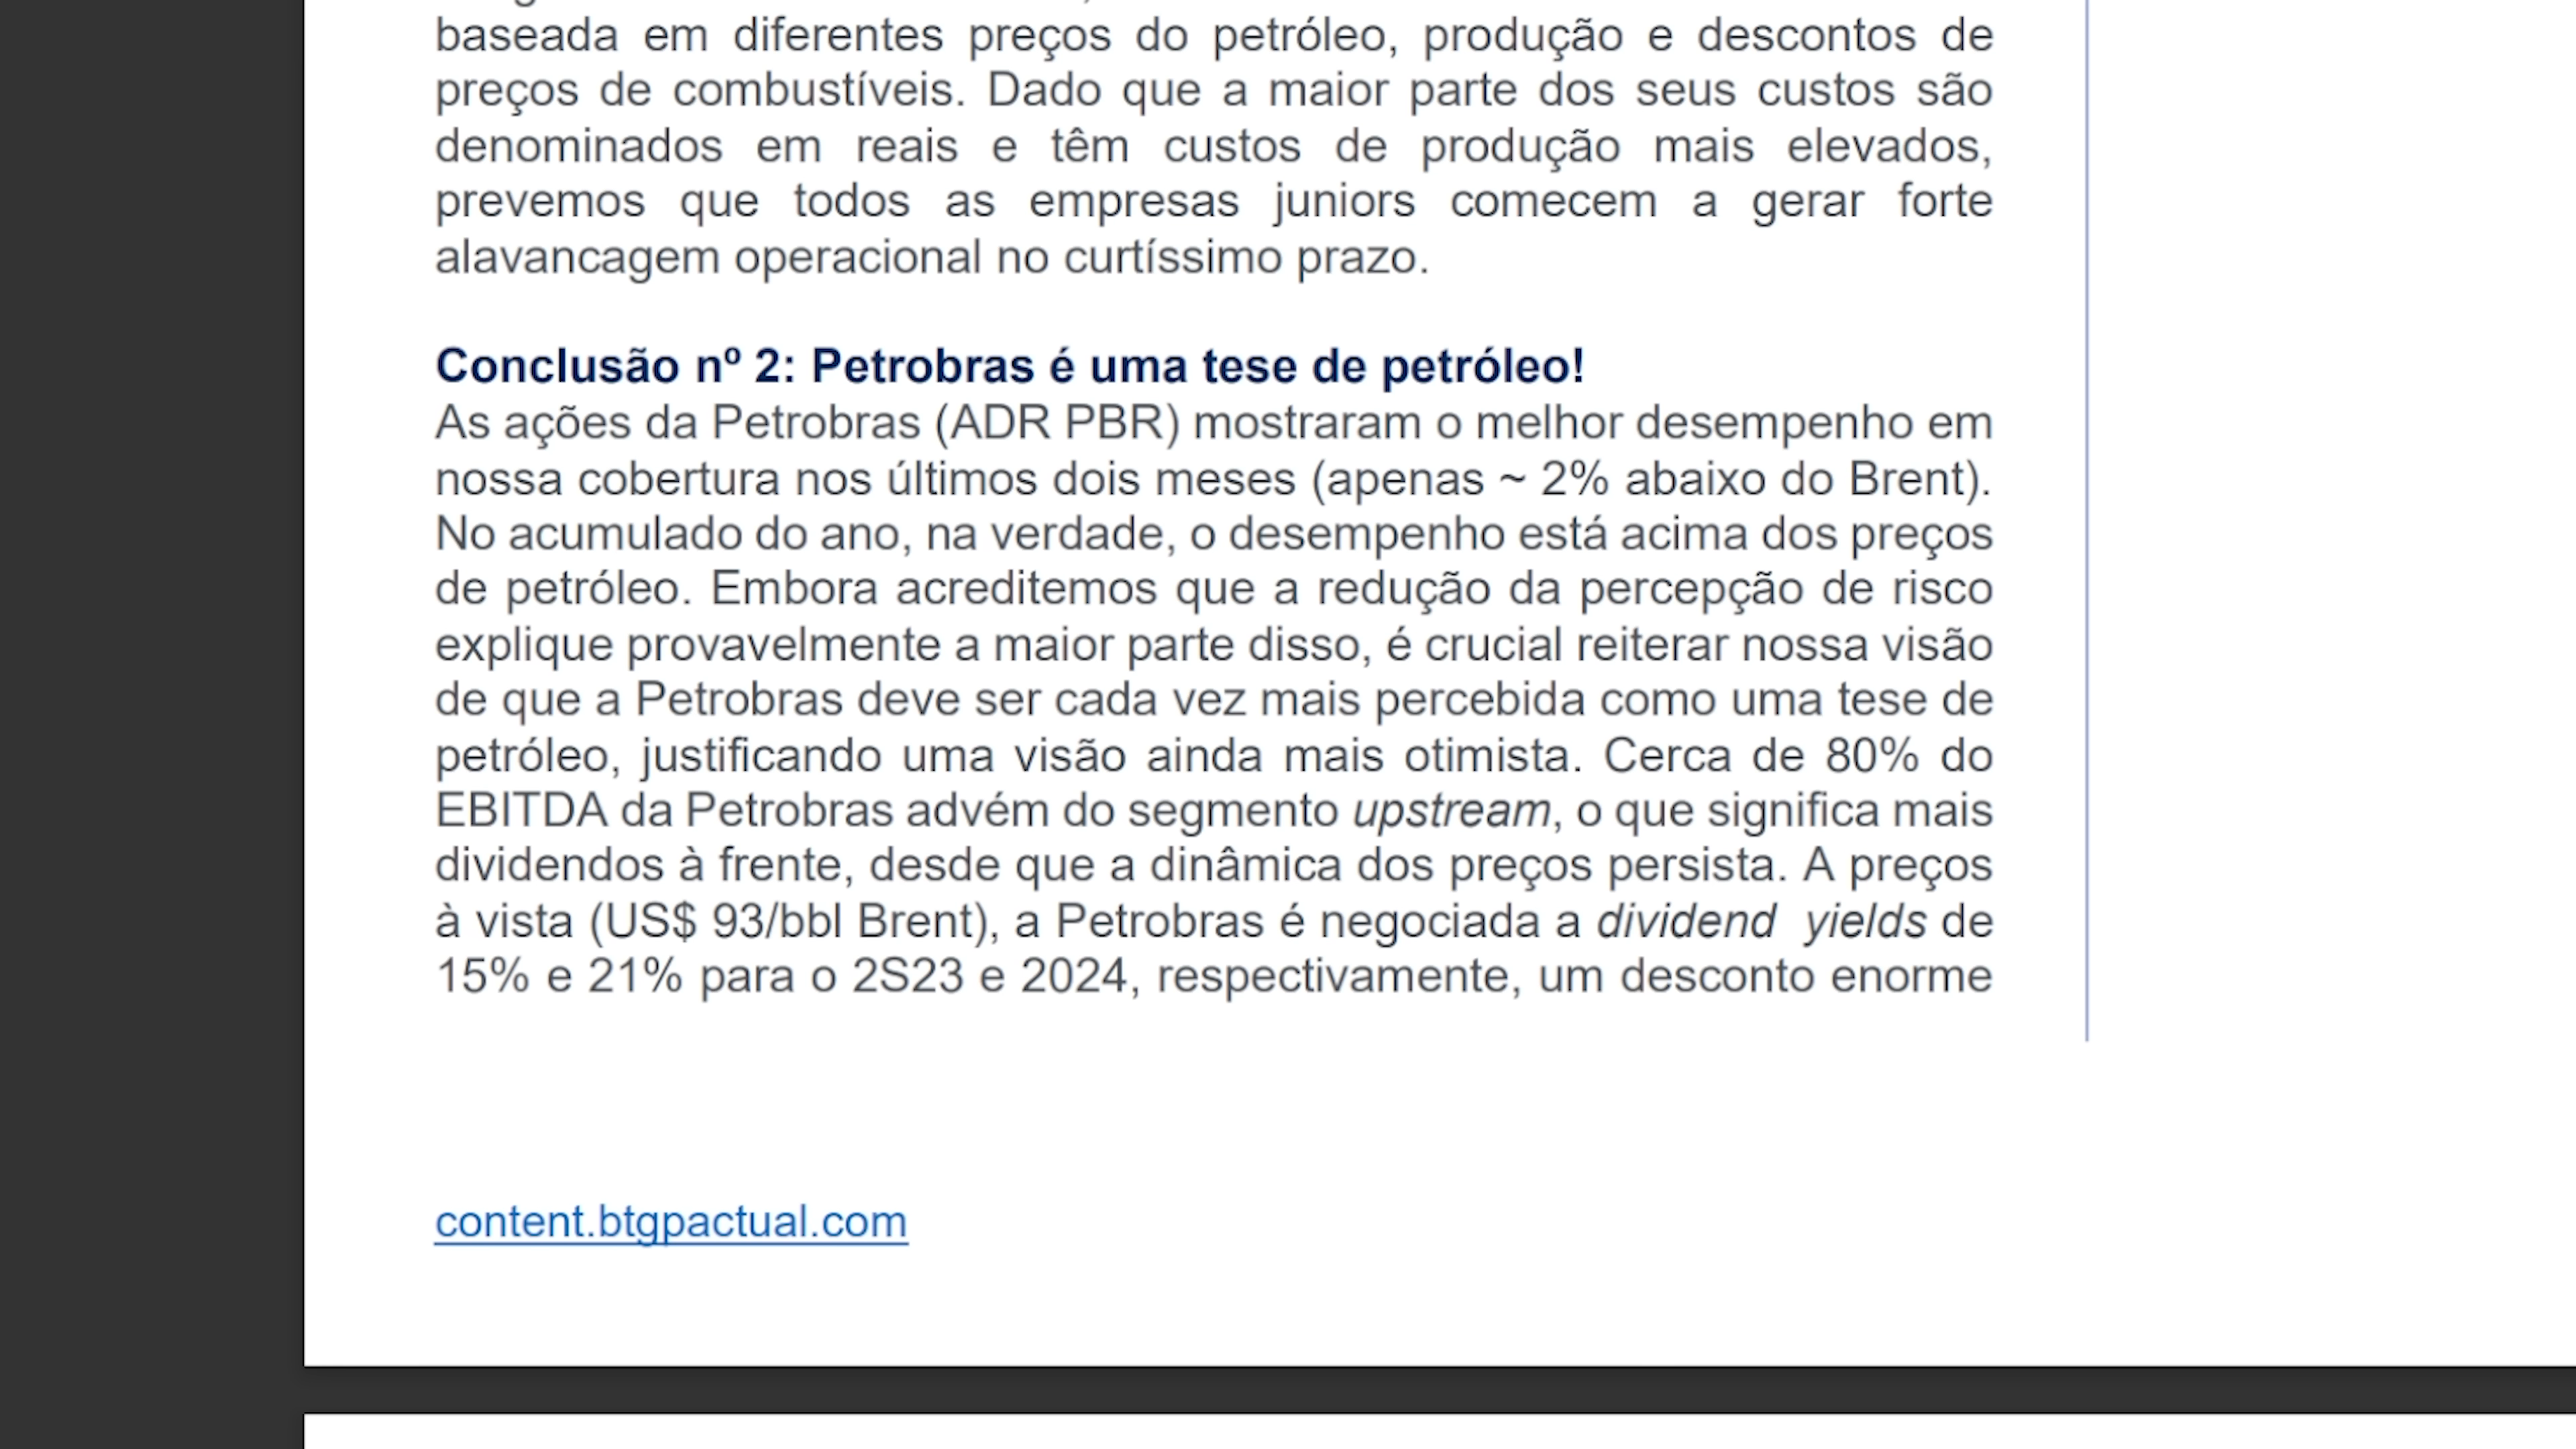 baseada em diferentes preços do petróleo, produção e descontos de
preços de combustíveis. Dado que a maior parte dos seus custos são
denominados em reais e têm custos de produção mais elevados,
prevemos que todos as empresas juniors comecem a gerar forte
alavancagem operacional no curtíssimo prazo.
Conclusão nº 2: Petrobras é uma tese de petróleo!
As ações da Petrobras (ADR PBR) mostraram o melhor desempenho em
nossa cobertura nos últimos dois meses (apenas ~ 2% abaixo do Brent).
No acumulado do ano, na verdade, o desempenho está acima dos preços
de petróleo. Embora acreditemos que a redução da percepção de risco
explique provavelmente a maior parte disso, é crucial reiterar nossa visão
de que a Petrobras deve ser cada vez mais percebida como uma tese de
petróleo, justificando uma visão ainda mais otimista. Cerca de 80% do
EBITDA da Petrobras advém do segmento upstream, o que significa mais
dividendos à frente, desde que a dinâmica dos preços persista. A preços
à vista (US$ 93/bbl Brent), a Petrobras é negociada a dividend yields de
15% e 21% para o 2S23 e 2024, respectivamente, um desconto enorme
content.btgpactual.com